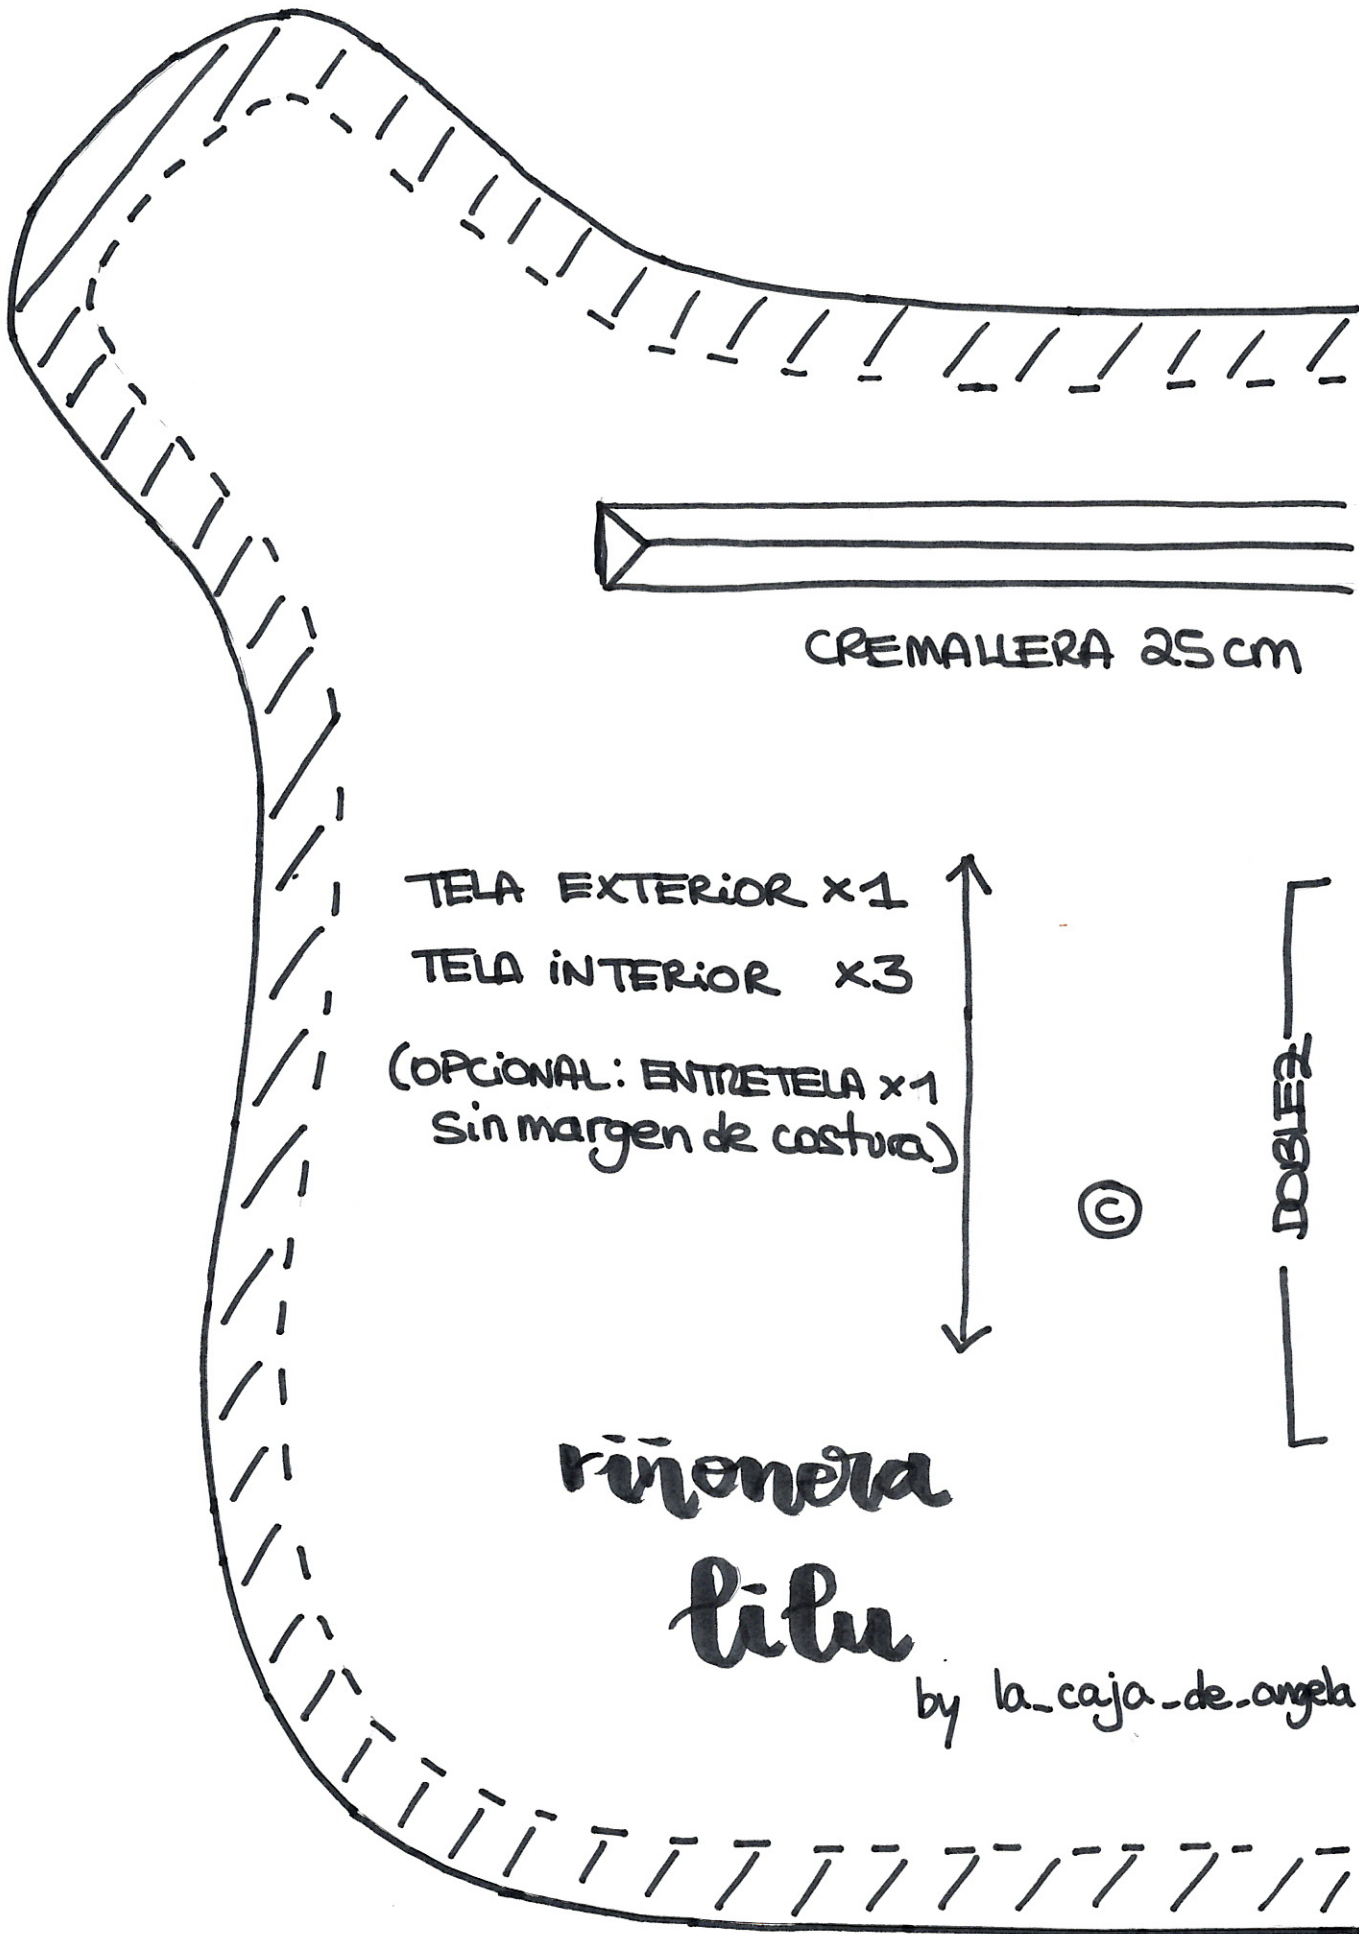 CREMALLERA 25cm
TELA EXTERiOR x1
TELA iNTERiOR x3
(OPCiONAL: ENTRETELA x1
sin margen de costura)
DOBLEZ
©
riñonera
lilu
by la_caja_de_angela